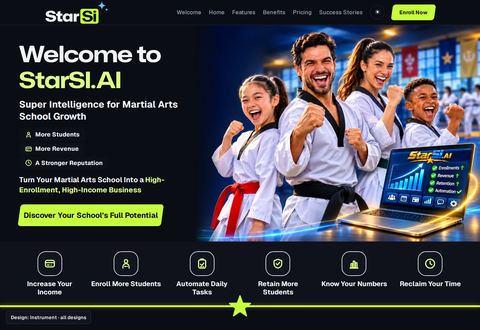 StarSi
Welcome Home Features Benefits Pricing Success Stories
Enroll Now
Welcome to
StarSI.AI
Super Intelligence for Martial Arts
School Growth
More Students
More Revenue
A Stronger Reputation
Turn Your Martial Arts School Into a High-
Enrollment, High-Income Business
Discover Your School's Full Potential
StarSI.AI
Enrollments
Revenue
Retention
Automation
Increase Your
Income
Enroll More Students
Automate Daily
Tasks
Retain More
Students
Know Your Numbers
Reclaim Your Time
Design: Instrument · all designs